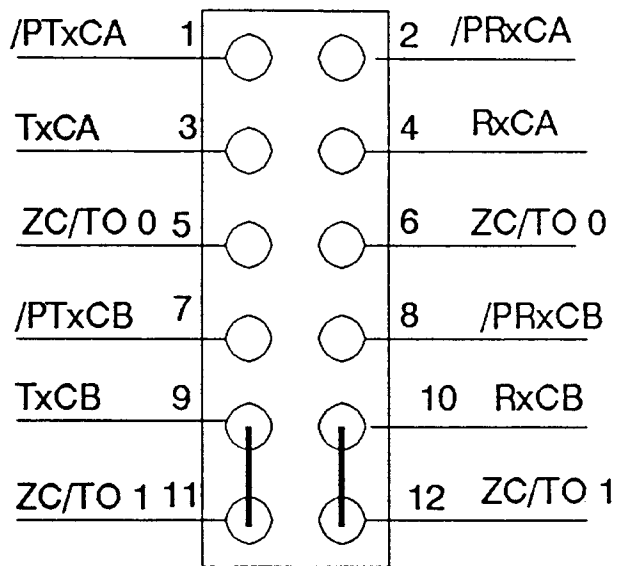 /PTxCA 1 2 /PRxCA
TxCA 3 4 RxCA
ZC/TO 0 5 6 ZC/TO 0
/PTxCB 7 8 /PRxCB
TxCB 9 10 RxCB
ZC/TO 1 11 12 ZC/TO 1